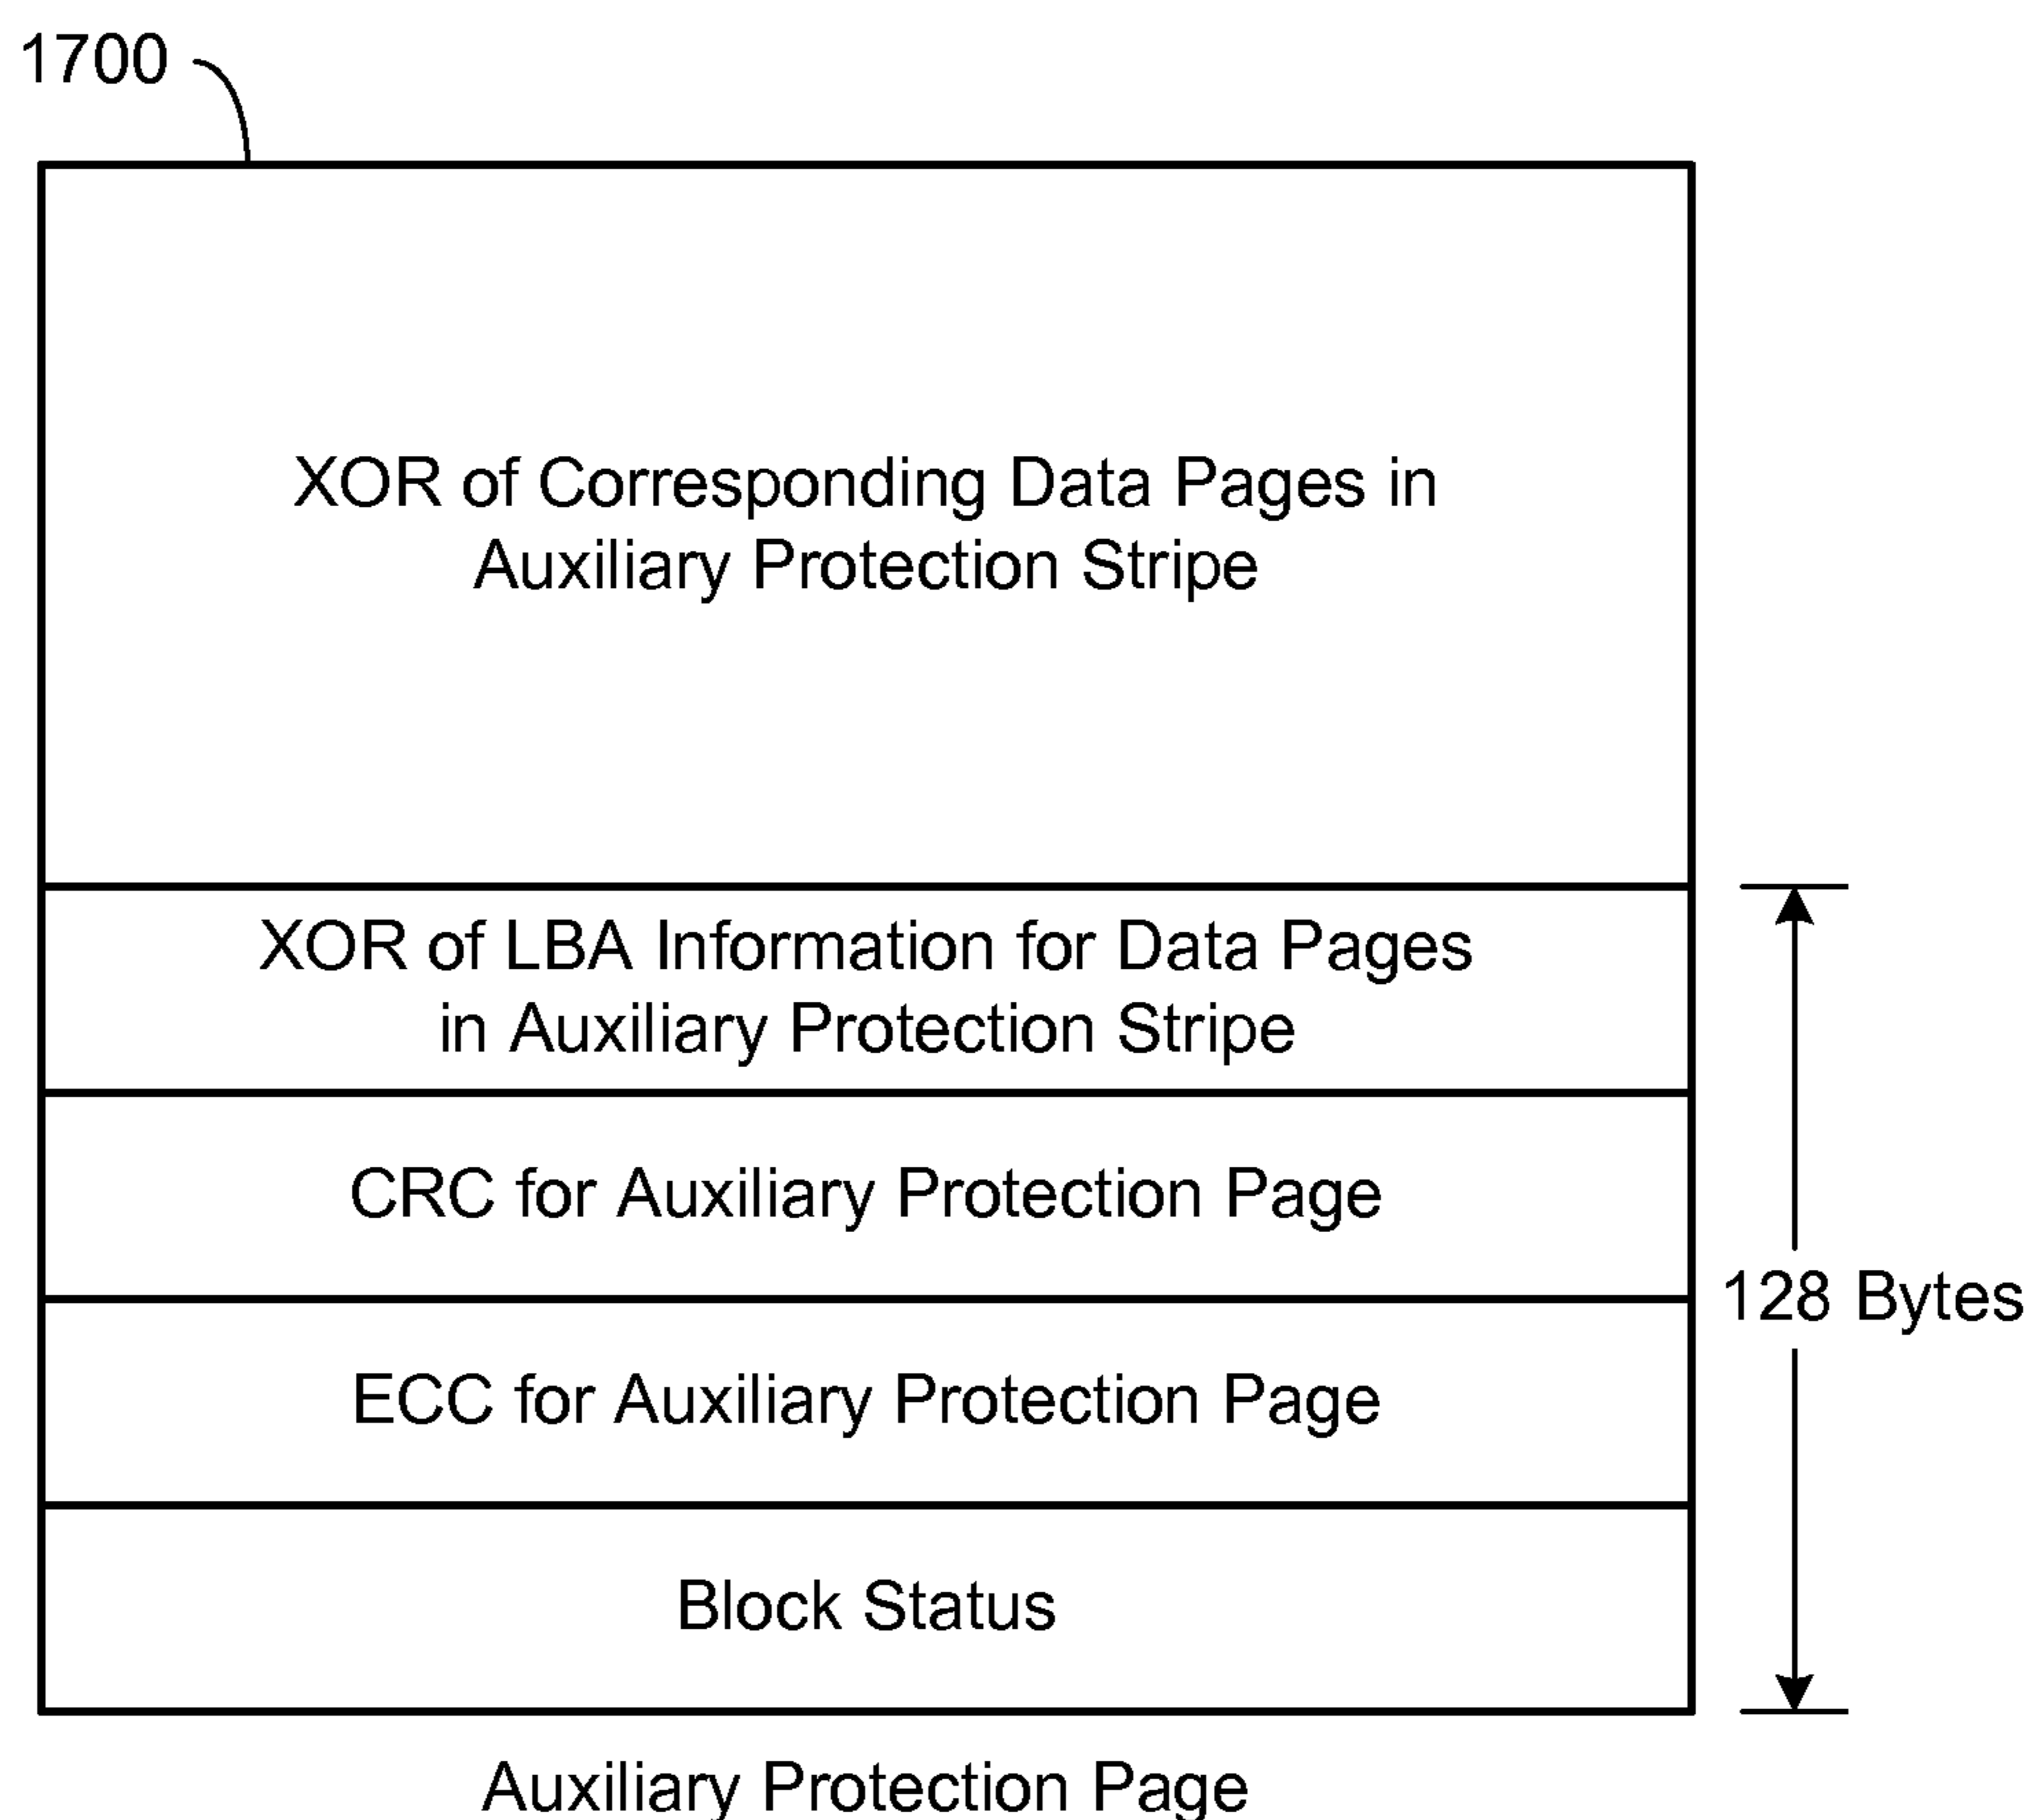 1700
XOR of Corresponding Data Pages in
Auxiliary Protection Stripe
XOR of LBA Information for Data Pages
in Auxiliary Protection Stripe
CRC for Auxiliary Protection Page
128 Bytes
ECC for Auxiliary Protection Page
Block Status
Auxiliary Protection Page